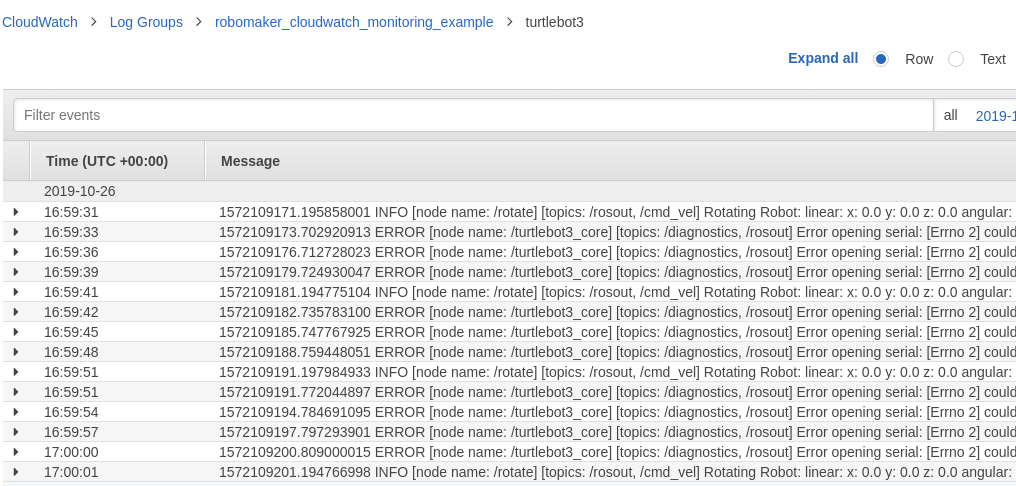 CloudWatch > Log Groups > robomaker_cloudwatch_monitoring_example > turtlebot3
Expand all Row Text
Filter events all 2019-1
Time (UTC +00:00) Message
2019-10-26
16:59:31 1572109171.195858001 INFO [node name: /rotate] [topics: /rosout, /cmd_vel] Rotating Robot: linear: x: 0.0 y: 0.0 z: 0.0 angular:
16:59:33 1572109173.702920913 ERROR [node name: /turtlebot3_core] [topics: /diagnostics, /rosout] Error opening serial: [Errno 2] could
16:59:36 1572109176.712728023 ERROR [node name: /turtlebot3_core] [topics: /diagnostics, /rosout] Error opening serial: [Errno 2] could
16:59:39 1572109179.724930047 ERROR [node name: /turtlebot3_core] [topics: /diagnostics, /rosout] Error opening serial: [Errno 2] could
16:59:41 1572109181.194775104 INFO [node name: /rotate] [topics: /rosout, /cmd_vel] Rotating Robot: linear: x: 0.0 y: 0.0 z: 0.0 angular:
16:59:42 1572109182.735783100 ERROR [node name: /turtlebot3_core] [topics: /diagnostics, /rosout] Error opening serial: [Errno 2] could
16:59:45 1572109185.747767925 ERROR [node name: /turtlebot3_core] [topics: /diagnostics, /rosout] Error opening serial: [Errno 2] could
16:59:48 1572109188.759448051 ERROR [node name: /turtlebot3_core] [topics: /diagnostics, /rosout] Error opening serial: [Errno 2] could
16:59:51 1572109191.197984933 INFO [node name: /rotate] [topics: /rosout, /cmd_vel] Rotating Robot: linear: x: 0.0 y: 0.0 z: 0.0 angular:
16:59:51 1572109191.772044897 ERROR [node name: /turtlebot3_core] [topics: /diagnostics, /rosout] Error opening serial: [Errno 2] could
16:59:54 1572109194.784691095 ERROR [node name: /turtlebot3_core] [topics: /diagnostics, /rosout] Error opening serial: [Errno 2] could
16:59:57 1572109197.797293901 ERROR [node name: /turtlebot3_core] [topics: /diagnostics, /rosout] Error opening serial: [Errno 2] could
17:00:00 1572109200.809000015 ERROR [node name: /turtlebot3_core] [topics: /diagnostics, /rosout] Error opening serial: [Errno 2] could
17:00:01 1572109201.194766998 INFO [node name: /rotate] [topics: /rosout, /cmd_vel] Rotating Robot: linear: x: 0.0 y: 0.0 z: 0.0 angular: